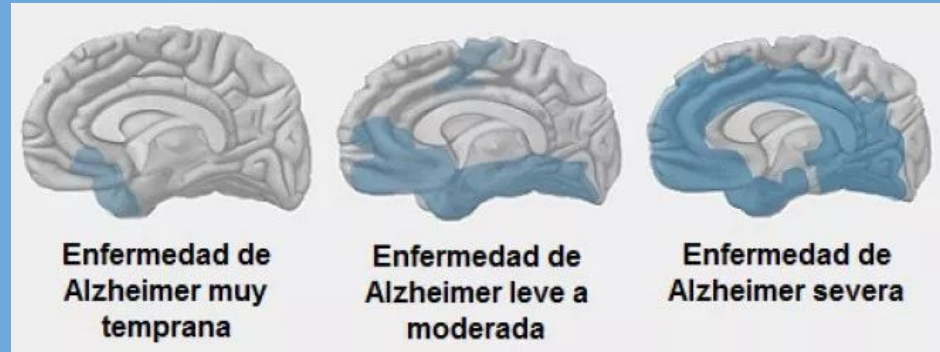 Enfermedad de
Alzheimer muy
temprana
Enfermedad de
Alzheimer leve a
moderada
Enfermedad de
Alzheimer severa